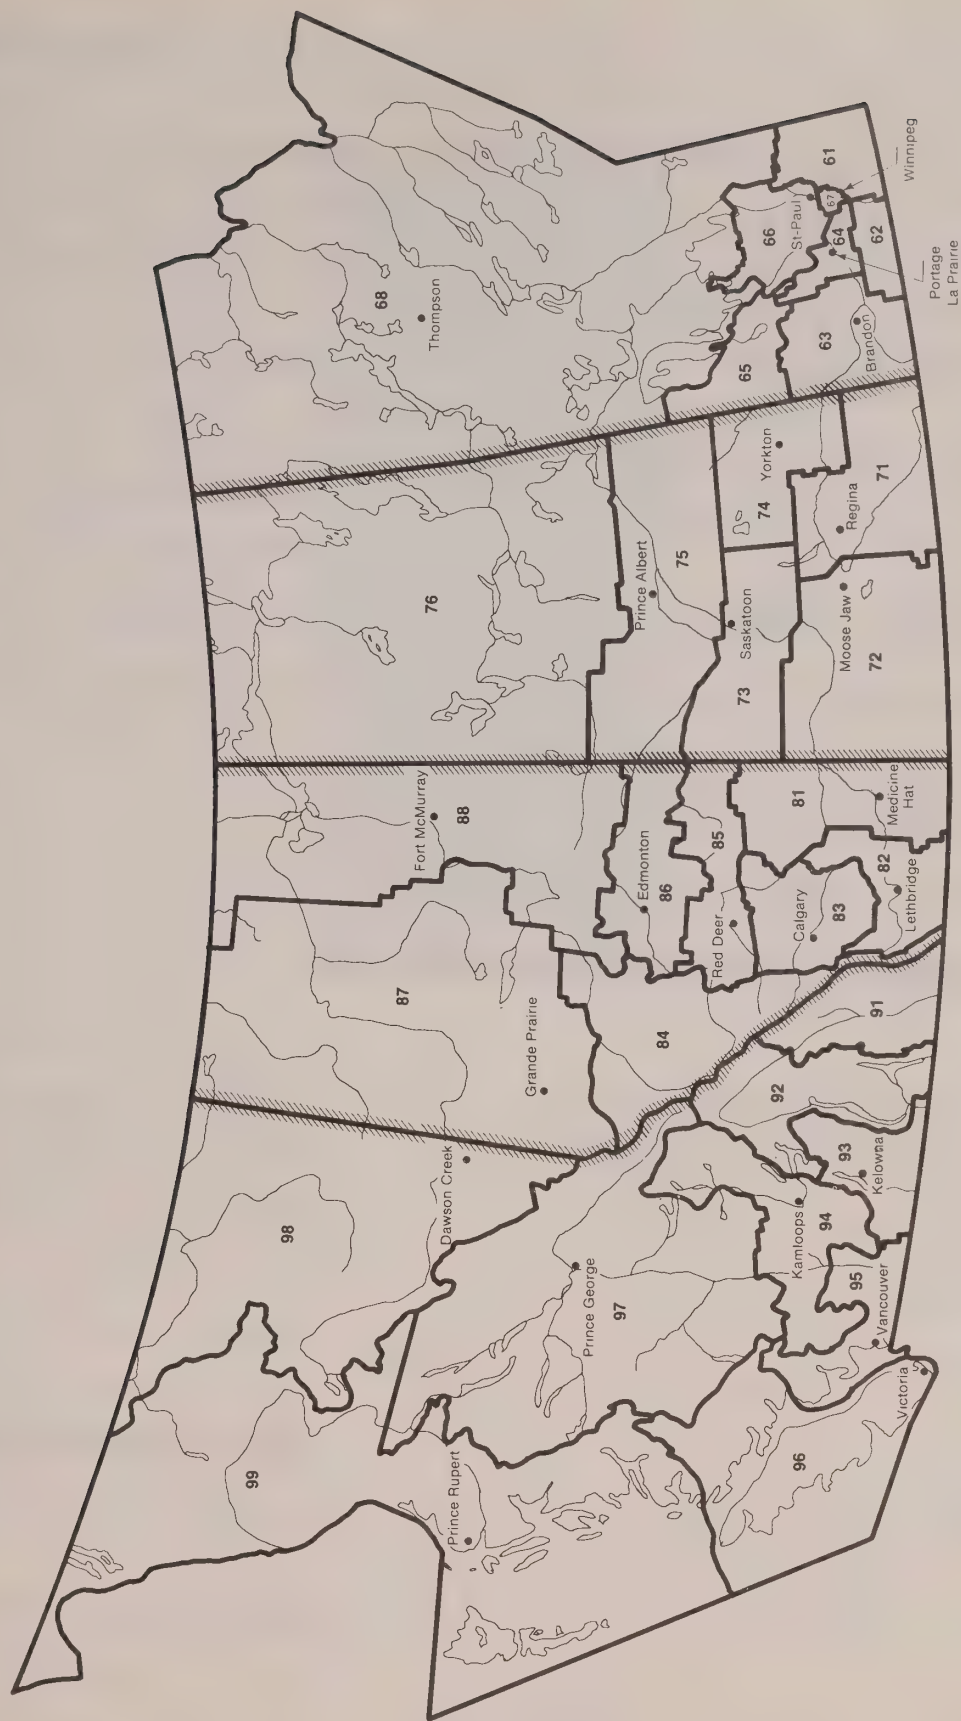 99
98
Prince Rupert
Dawson Creek
Prince George
97
96
Victoria
Vancouver
95
Kamloops
94
93
Kelowna
92
91
87
Grande Prairie
84
Fort McMurray
88
Edmonton
86
85
Red Deer
Calgary
83
81
82
Lethbridge
Medicine
Hat
76
Prince Albert
75
73
Saskatoon
74
Yorkton
Moose Jaw
72
Regina
71
68
Thompson
65
66
63
Brandon
St-Paul
64
67
61
62
Portage
La Prairie
Winnipeg